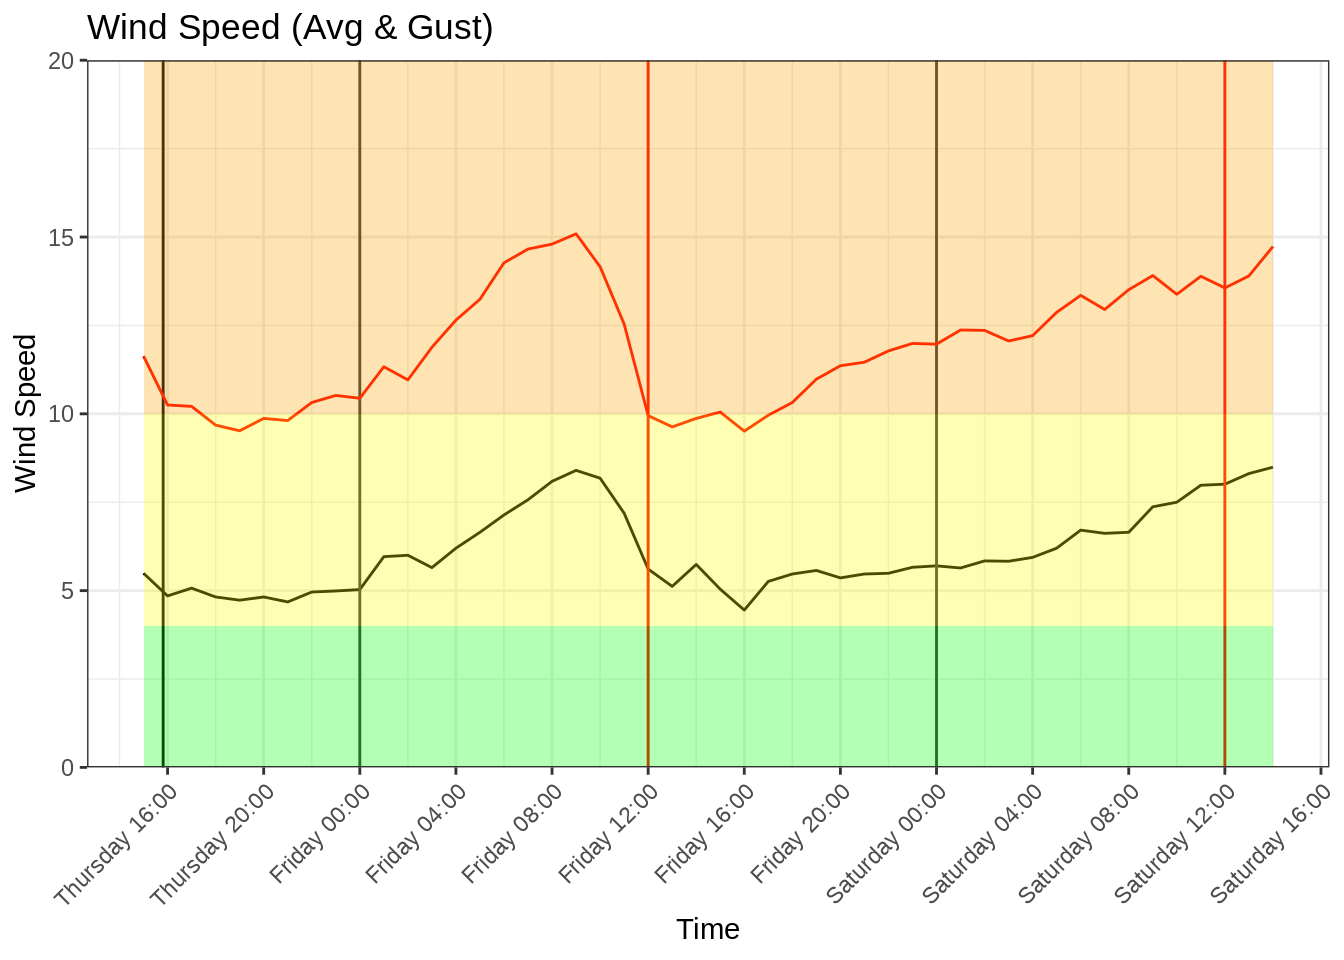 Wind Speed (Avg & Gust)
20
15
10
5
0
Wind Speed
Thursday 16:00
Thursday 20:00
Friday 00:00
Friday 04:00
Friday 08:00
Friday 12:00
Friday 16:00
Friday 20:00
Saturday 00:00
Saturday 04:00
Saturday 08:00
Saturday 12:00
Saturday 16:00
Time